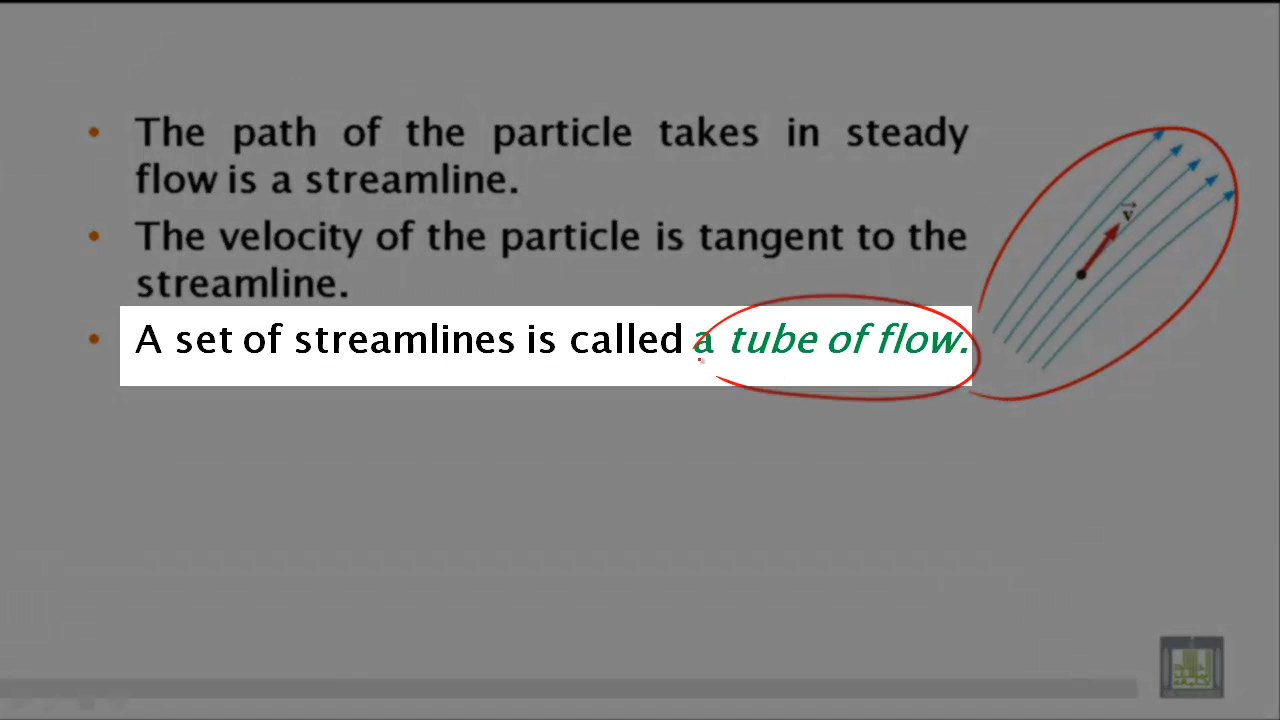 • The path of the particle takes in steady
flow is a streamline.
• The velocity of the particle is tangent to the
streamline.
• A set of streamlines is called a tube of flow.
v